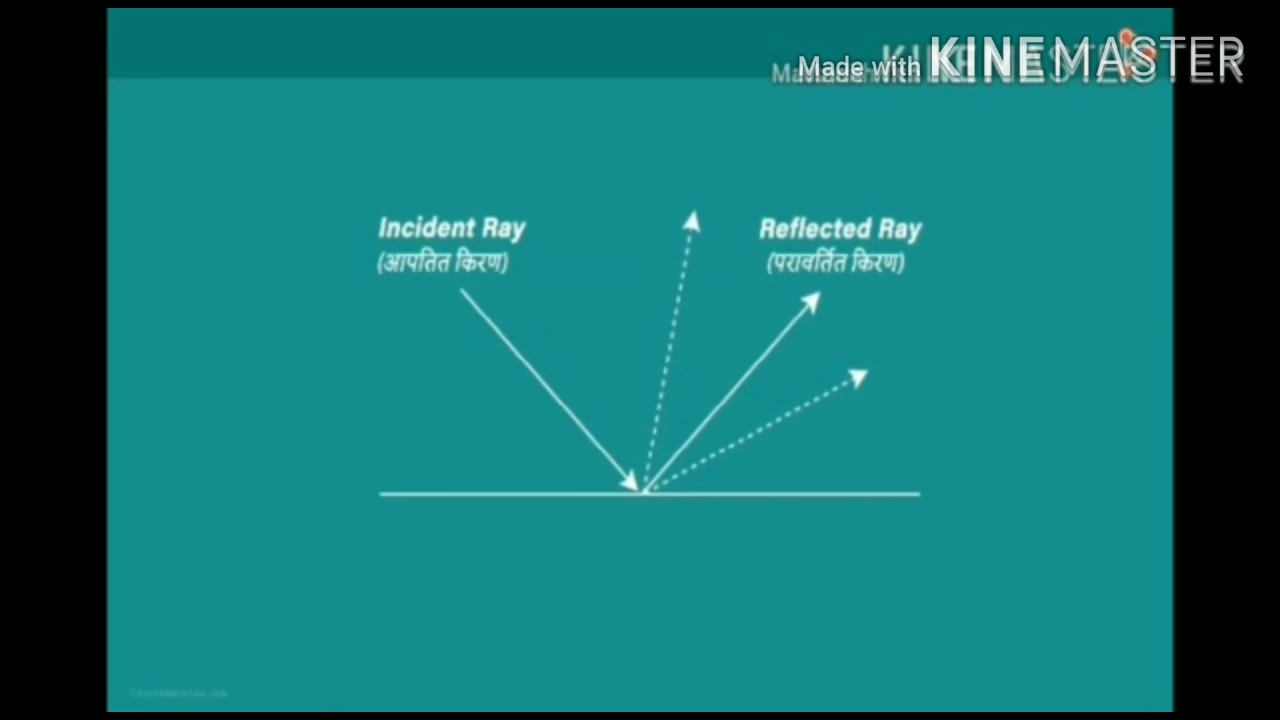 Made with KINEMASTER
Incident Ray
(आपतित किरण)
Reflected Ray
(परावर्तित किरण)